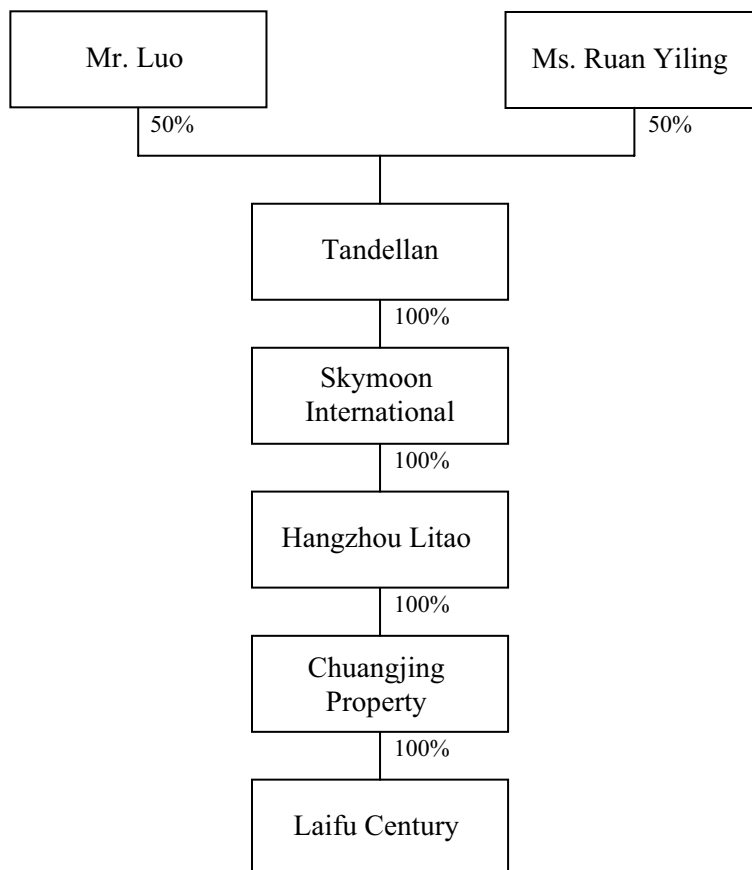 Mr. Luo
Ms. Ruan Yiling
50%
50%
Tandellan
100%
Skymoon
International
100%
Hangzhou Litao
100%
Chuangjing
Property
100%
Laifu Century